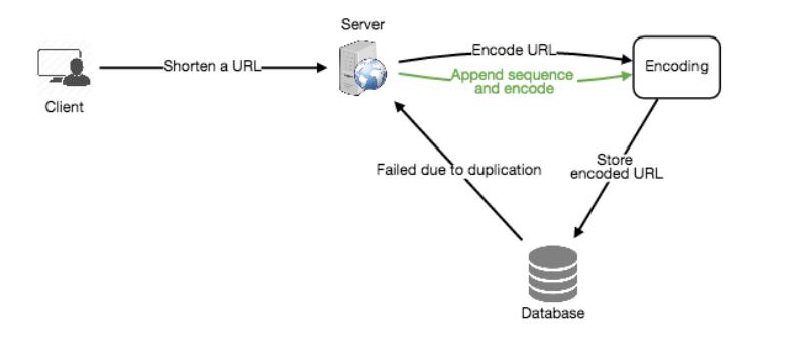 Server
Encode URL
Shorten a URL
Append sequence
and encode
Encoding
Client
Failed due to duplication
Store
encoded URL
Database